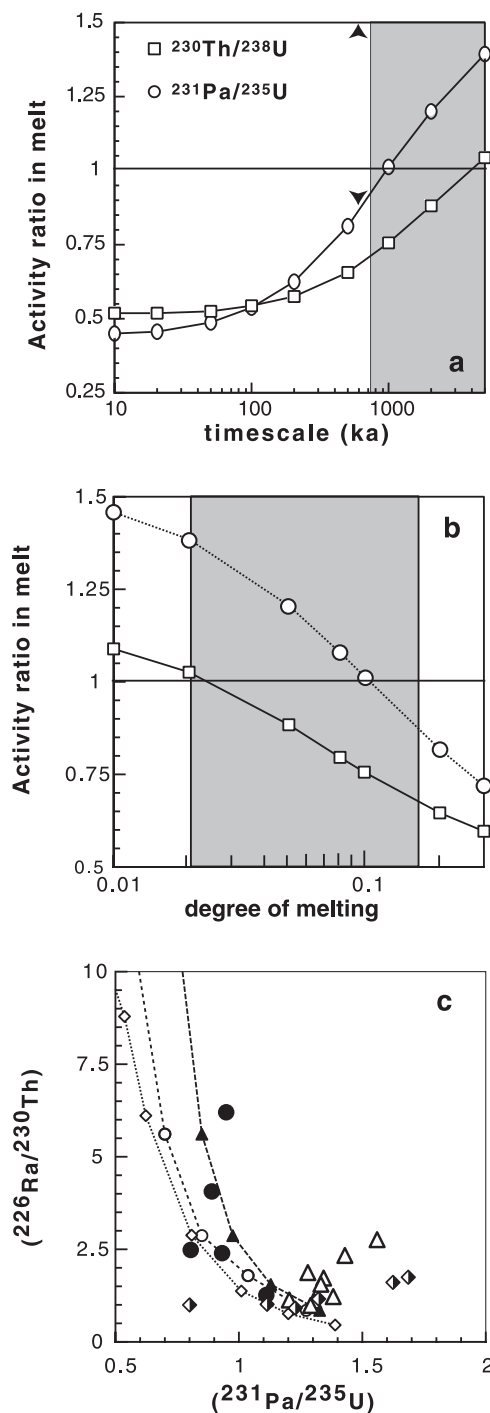 1.5
²³⁰Th/²³⁸U
²³¹Pa/²³⁵U
1.25
1
0.75
0.5
0.25
Activity ratio in melt
a
10
100
1000
timescale (ka)
1.5
b
1.25
1
0.75
0.5
Activity ratio in melt
0.01
0.1
degree of melting
10
c
7.5
5
2.5
0
(²²⁶Ra/²³⁰Th)
0.5
1
1.5
2
(²³¹Pa/²³⁵U)